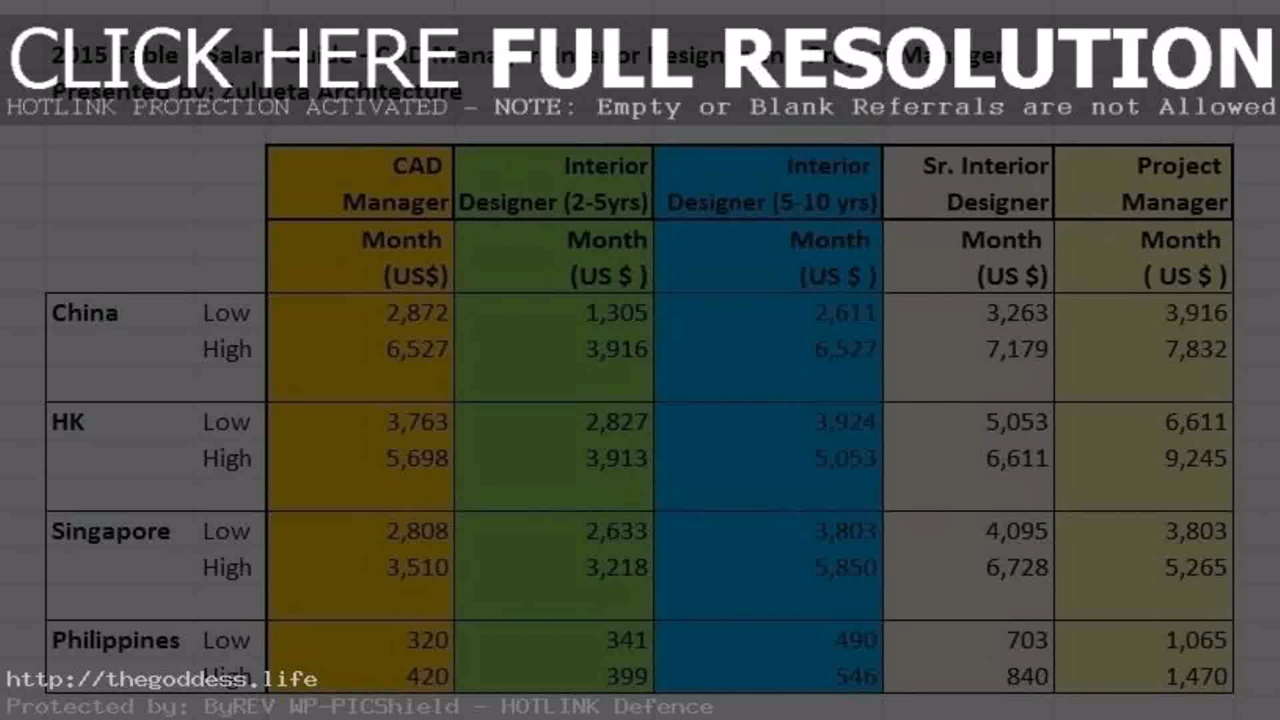 CLICK HERE FULL RESOLUTION
2015 Table Salar Manager
Presented by: Zulueta Architecture
HOTLINK PROTECTION ACTIVATED – NOTE: Empty or Blank Referrals are not Allowed
CAD Interior Interior Sr. Interior Project
Manager Designer (2-5yrs) Designer (5-10 yrs) Designer Manager
Month Month Month Month Month
(US$) (US $ ) (US $ ) (US $) ( US $ )
China Low 2,872 1,305 2,611 3,263 3,916
High 6,527 3,916 6,527 7,179 7,832
HK Low 3,763 2,827 3,924 5,053 6,611
High 5,698 3,913 5,053 6,611 9,245
Singapore Low 2,808 2,633 3,803 4,095 3,803
High 3,510 3,218 5,850 6,728 5,265
Philippines Low 320 341 490 703 1,065
High 420 399 546 840 1,470
http://thegoddess.life
Protected by: ByREV WP-PICShield – HOTLINK Defence